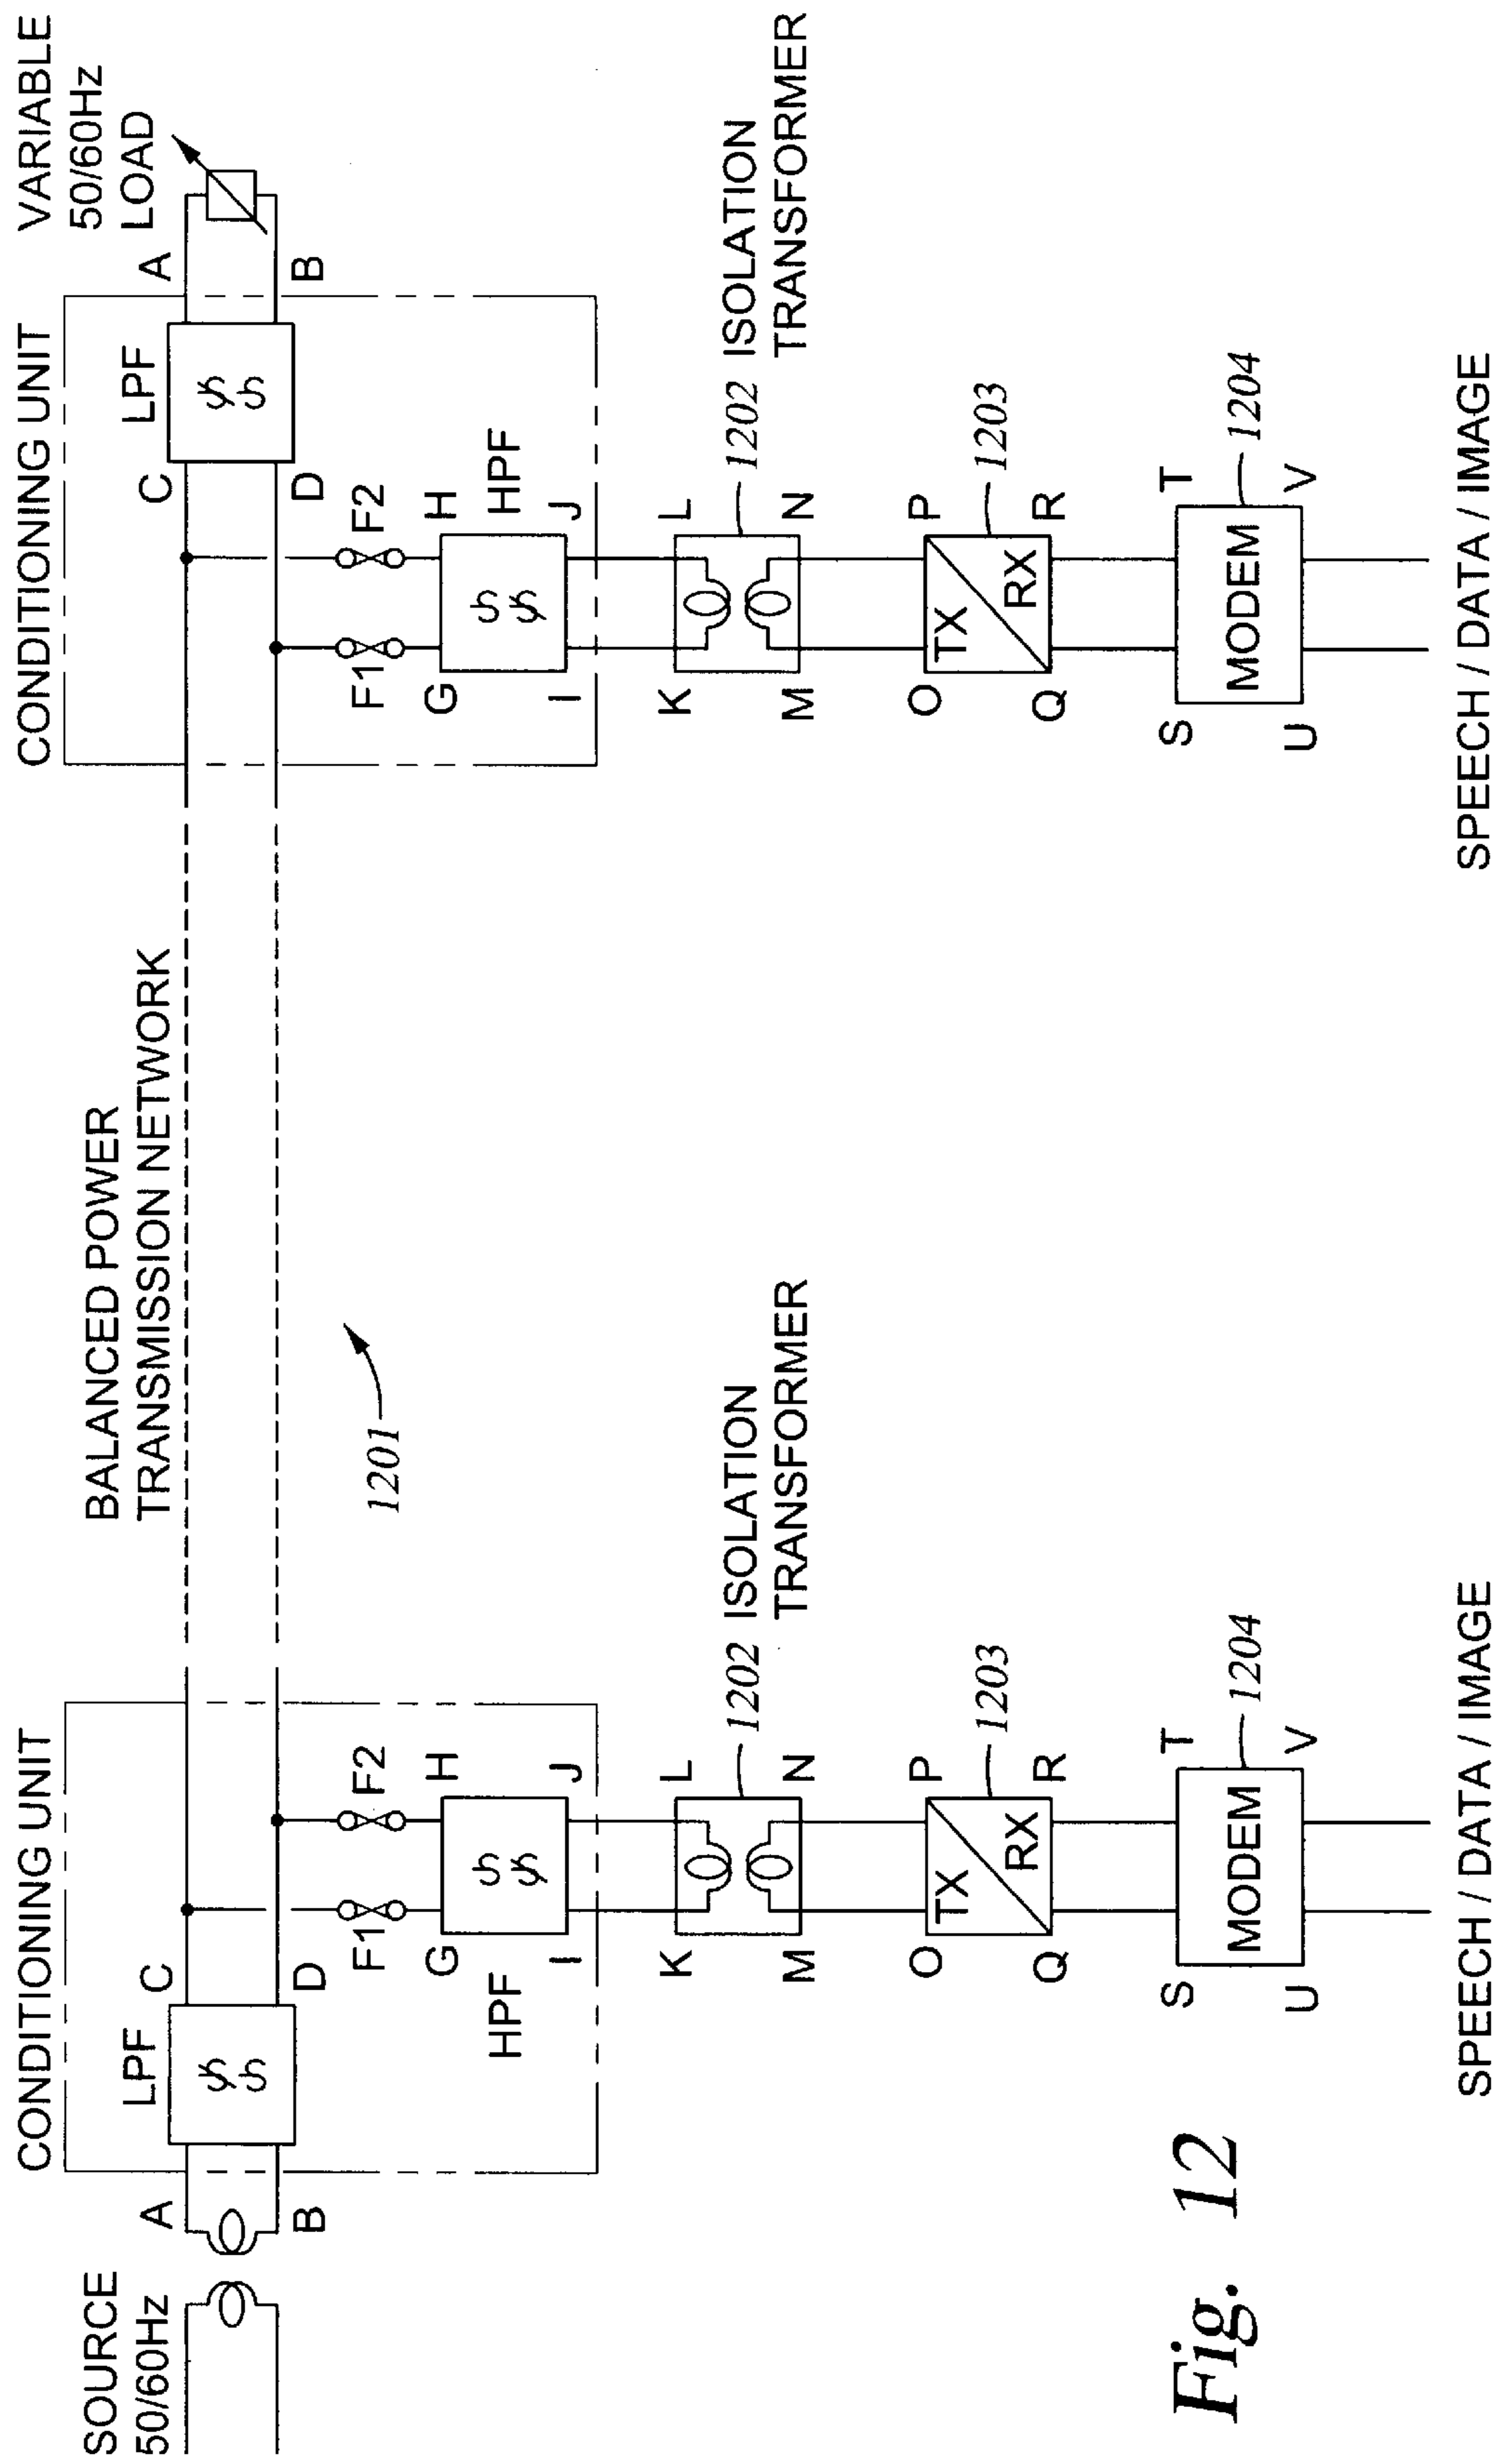 SOURCE
50/60Hz
A
B
CONDITIONING UNIT
LPF
C
D
F1
F2
G
H
HPF
I
J
K
L
1202 ISOLATION
TRANSFORMER
M
N
O
P
TX
RX
1203
Q
R
S
T
MODEM
1204
U
V
SPEECH / DATA / IMAGE
BALANCED POWER
TRANSMISSION NETWORK
1201
CONDITIONING UNIT
LPF
C
D
A
B
VARIABLE
50/60Hz
LOAD
F1
F2
G
H
HPF
I
J
K
L
1202 ISOLATION
TRANSFORMER
M
N
O
P
TX
RX
1203
Q
R
S
T
MODEM
1204
U
V
SPEECH / DATA / IMAGE
Fig. 12